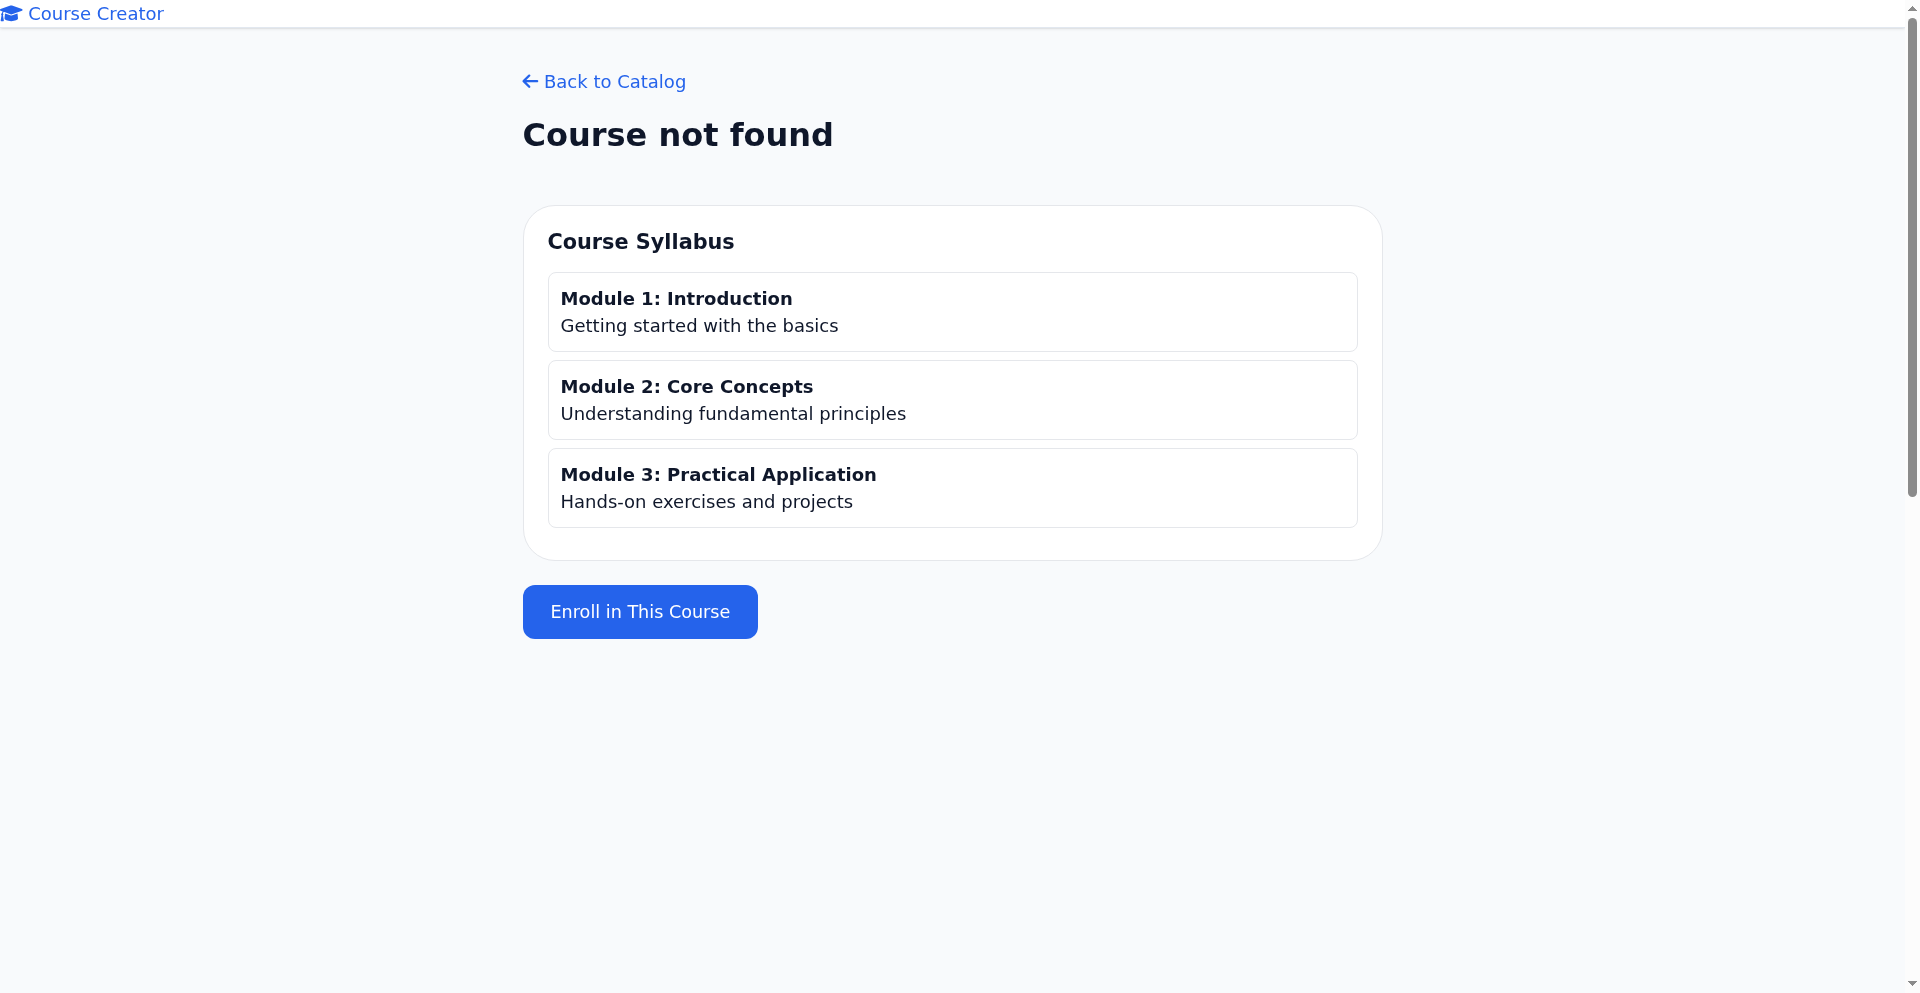 Course Creator
Back to Catalog
Course not found
Course Syllabus
Module 1: Introduction
Getting started with the basics
Module 2: Core Concepts
Understanding fundamental principles
Module 3: Practical Application
Hands-on exercises and projects
Enroll in This Course